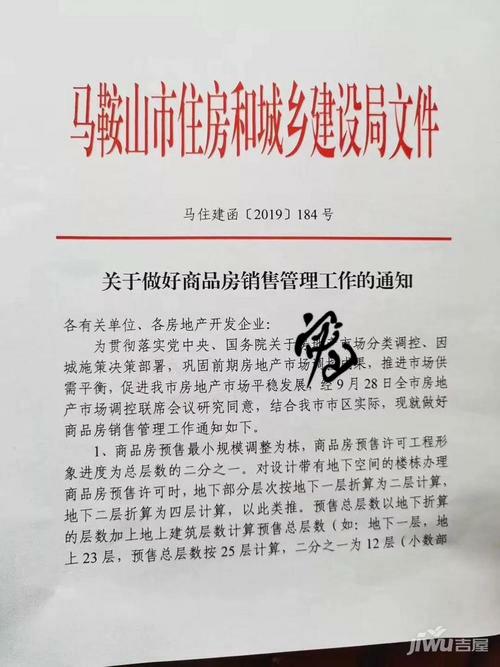 马鞍山市住房和城乡建设局文件
马住建函〔2019〕184 号
关于做好商品房销售管理工作的通知
各有关单位、各房地产开发企业:
为贯彻落实党中央、国务院关于 市场分类调控、因
城施策决策部署,巩固前期房地产市场调 成果,推进市场供
需平衡,促进我市房地产市场平稳发展,经 9 月 28 日全市房地
产市场调控联席会议研究同意,结合我市市区实际,现就做好
商品房销售管理工作通知如下。
1、商品房预售最小规模调整为栋,商品房预售许可工程形
象进度为总层数的二分之一。对设计带有地下空间的楼栋办理
商品房预售许可时,地下部分层次按地下一层折算为二层计算,
地下二层折算为四层计算,以此类推。预售总层数以地下折算
的层数加上地上建筑层数计算预售总层数(如:地下一层,地
上 23 层,预售总层数按 25 层计算,二分之一为 12 层(小数部
JIWU吉屋